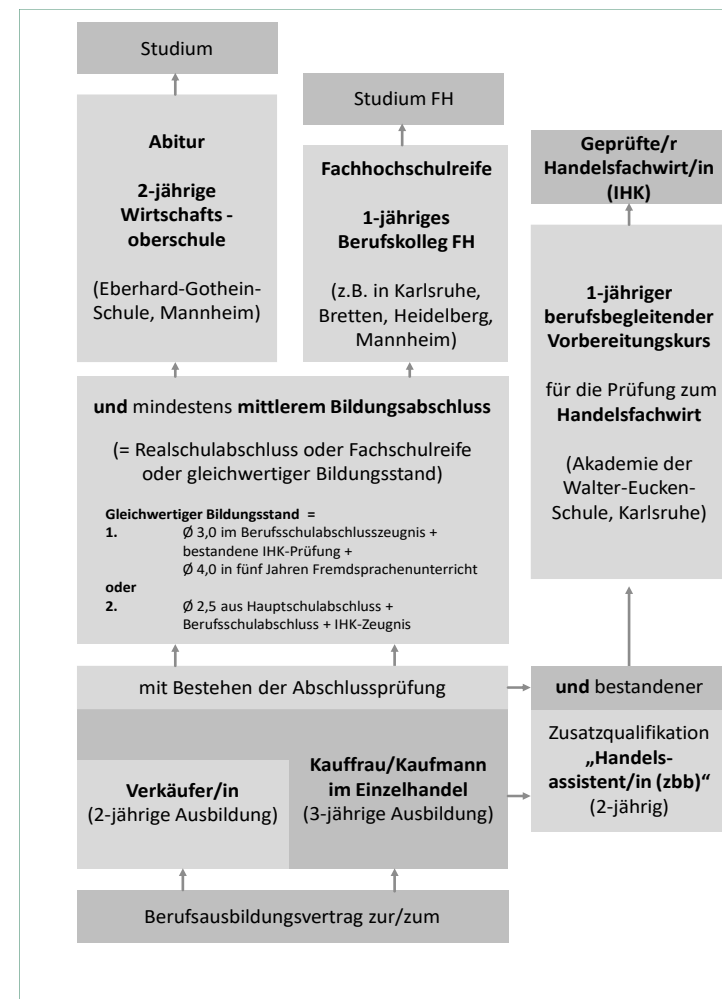 Studium
Abitur
2-jährige
Wirtschafts -
oberschule
(Eberhard-Gothein-
Schule, Mannheim)
Studium FH
Fachhochschulreife
1-jähriges
Berufskolleg FH
(z.B. in Karlsruhe,
Bretten, Heidelberg,
Mannheim)
Geprüfte/r
Handelsfachwirt/in
(IHK)
1-jähriger
berufsbegleitender
Vorbereitungskurs
für die Prüfung zum
Handelsfachwirt
(Akademie der
Walter-Eucken-
Schule, Karlsruhe)
und mindestens mittlerem Bildungsabschluss
(= Realschulabschluss oder Fachschulreife
oder gleichwertiger Bildungsstand)
Gleichwertiger Bildungsstand =
1. Ø 3,0 im Berufsschulabschlusszeugnis +
bestandene IHK-Prüfung +
Ø 4,0 in fünf Jahren Fremdsprachenunterricht
oder
2. Ø 2,5 aus Hauptschulabschluss +
Berufsschulabschluss + IHK-Zeugnis
mit Bestehen der Abschlussprüfung
und bestandener
Zusatzqualifikation
„Handels-
assistent/in (zbb)“
(2-jährig)
Verkäufer/in
(2-jährige Ausbildung)
Kauffrau/Kaufmann
im Einzelhandel
(3-jährige Ausbildung)
Berufsausbildungsvertrag zur/zum